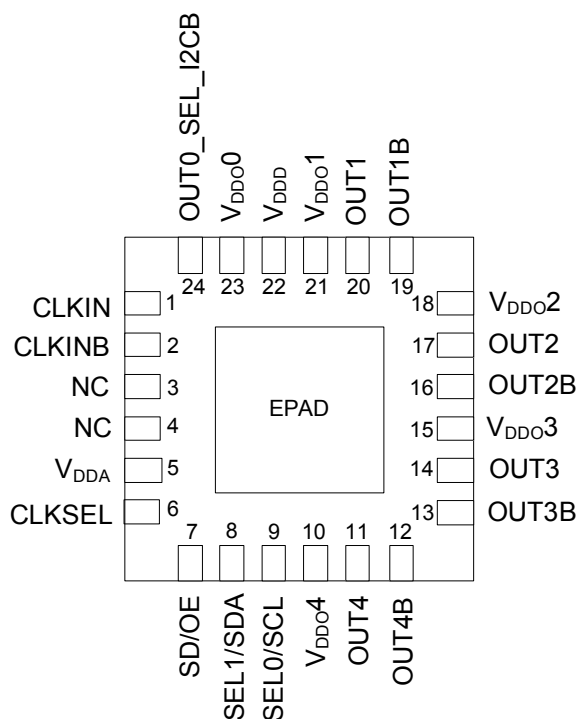 OUT0_SEL_I2CB
VDDO0
VDDD
VDDO1
OUT1
OUT1B
24
23
22
21
20
19
CLKIN
1
CLKINB
2
NC
3
NC
4
VDDA
5
CLKSEL
6
EPAD
18
VDDO2
17
OUT2
16
OUT2B
15
VDDO3
14
OUT3
13
OUT3B
7
8
9
10
11
12
SD/OE
SEL1/SDA
SEL0/SCL
VDDO4
OUT4
OUT4B